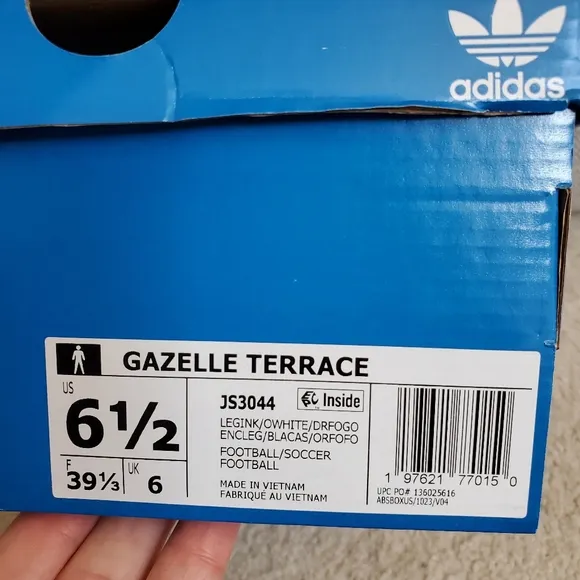 adidas
GAZELLE TERRACE
US
6½
F
39⅓
UK
6
JS3044
Inside
LEGINK/OWHITE/DRFOGO
ENCLEG/BLACAS/ORFOFO
FOOTBALL/SOCCER
FOOTBALL
MADE IN VIETNAM
FABRIQUÉ AU VIETNAM
1 97621 77015 0
UPC PO# 136025616
ABSBOXUS/1023/V04